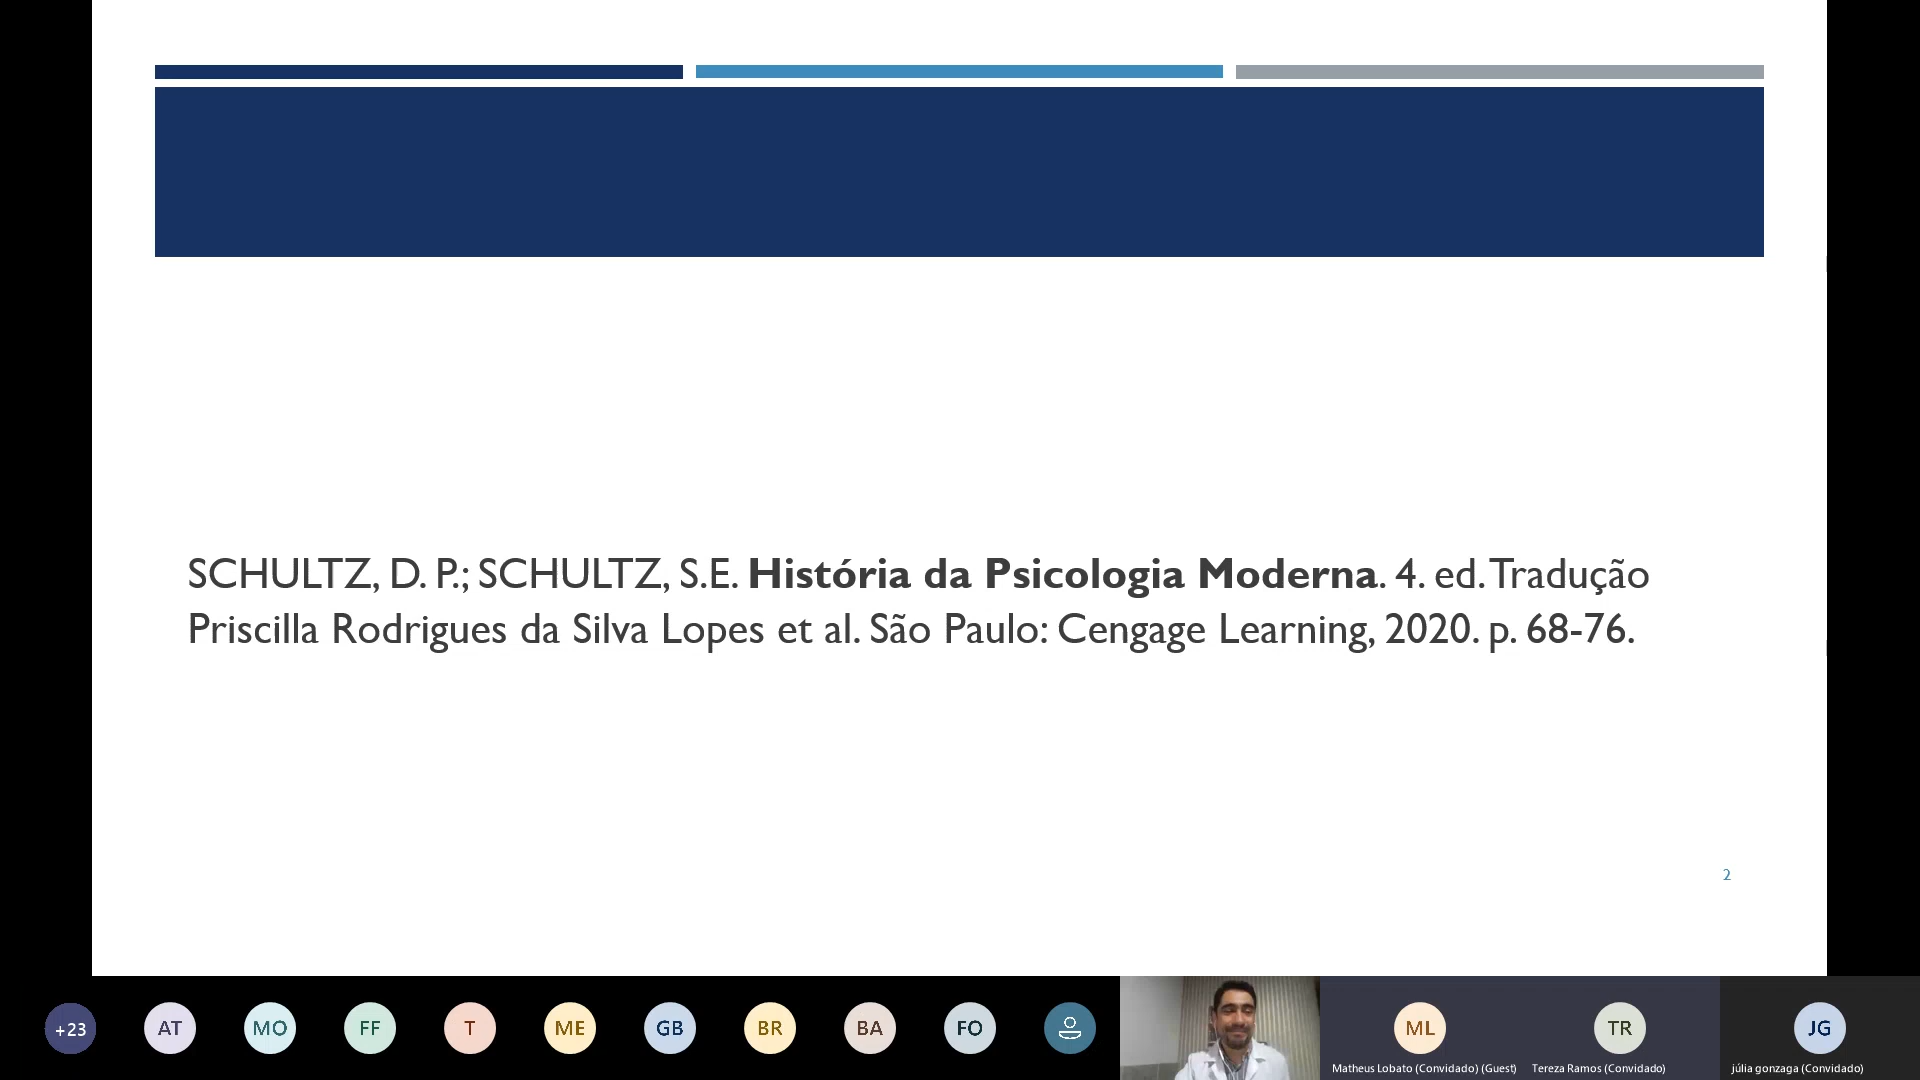 SCHULTZ, D. P.; SCHULTZ, S.E. História da Psicologia Moderna. 4. ed. Tradução
Priscilla Rodrigues da Silva Lopes et al. São Paulo: Cengage Learning, 2020. p. 68-76.
2
+23
AT
MO
FF
T
ME
GB
BR
BA
FO
ML
TR
JG
Matheus Lobato (Convidado) (Guest)
Tereza Ramos (Convidado)
júlia gonzaga (Convidado)